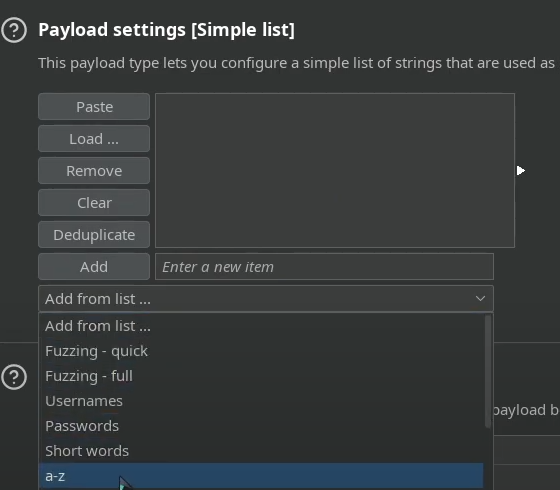 Payload settings [Simple list]
This payload type lets you configure a simple list of strings that are used as
Paste
Load ...
Remove
Clear
Deduplicate
Add
Enter a new item
Add from list ...
Add from list ...
Fuzzing - quick
Fuzzing - full
Usernames
payload b
Passwords
Short words
a-z